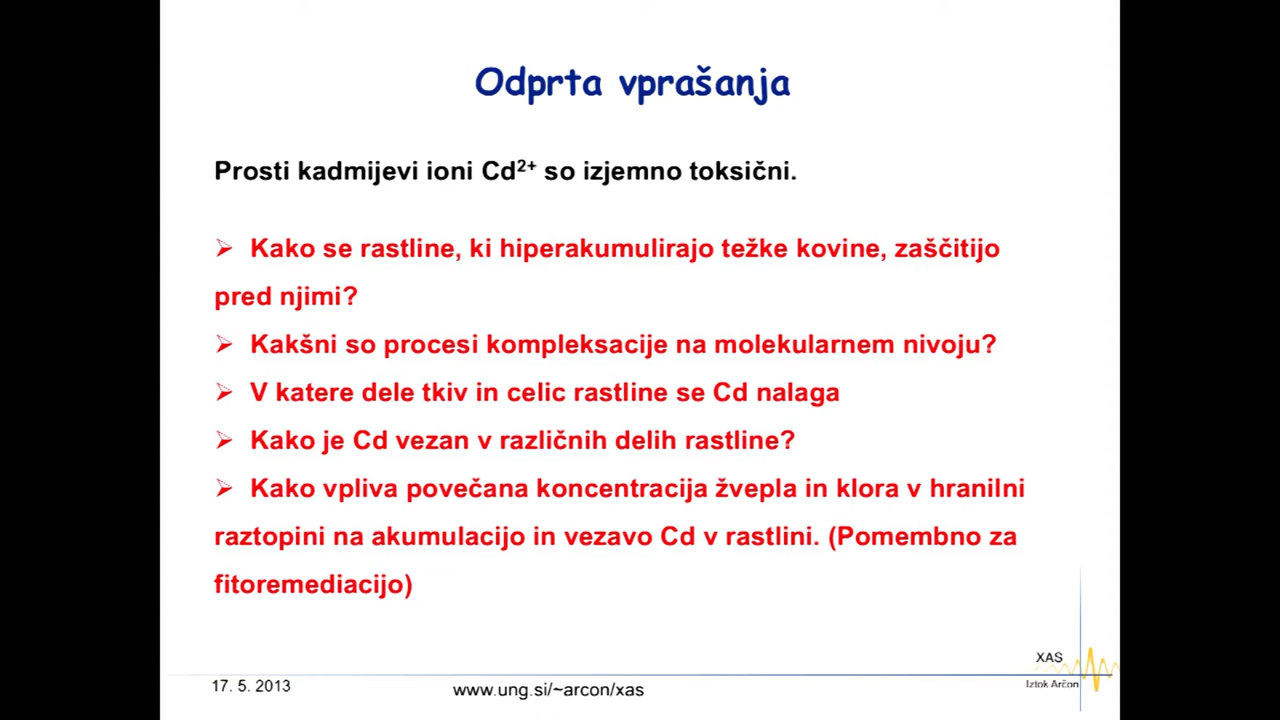 Odprta vprašanja
Prosti kadmijevi ioni Cd²⁺ so izjemno toksični.
➢ Kako se rastline, ki hiperakumulirajo težke kovine, zaščitijo
pred njimi?
➢ Kakšni so procesi kompleksacije na molekularnem nivoju?
➢ V katere dele tkiv in celic rastline se Cd nalaga
➢ Kako je Cd vezan v različnih delih rastline?
➢ Kako vpliva povečana koncentracija žvepla in klora v hranilni
raztopini na akumulacijo in vezavo Cd v rastlini. (Pomembno za
fitoremediacijo)
XAS
Iztok Arčon
17. 5. 2013
www.ung.si/~arcon/xas